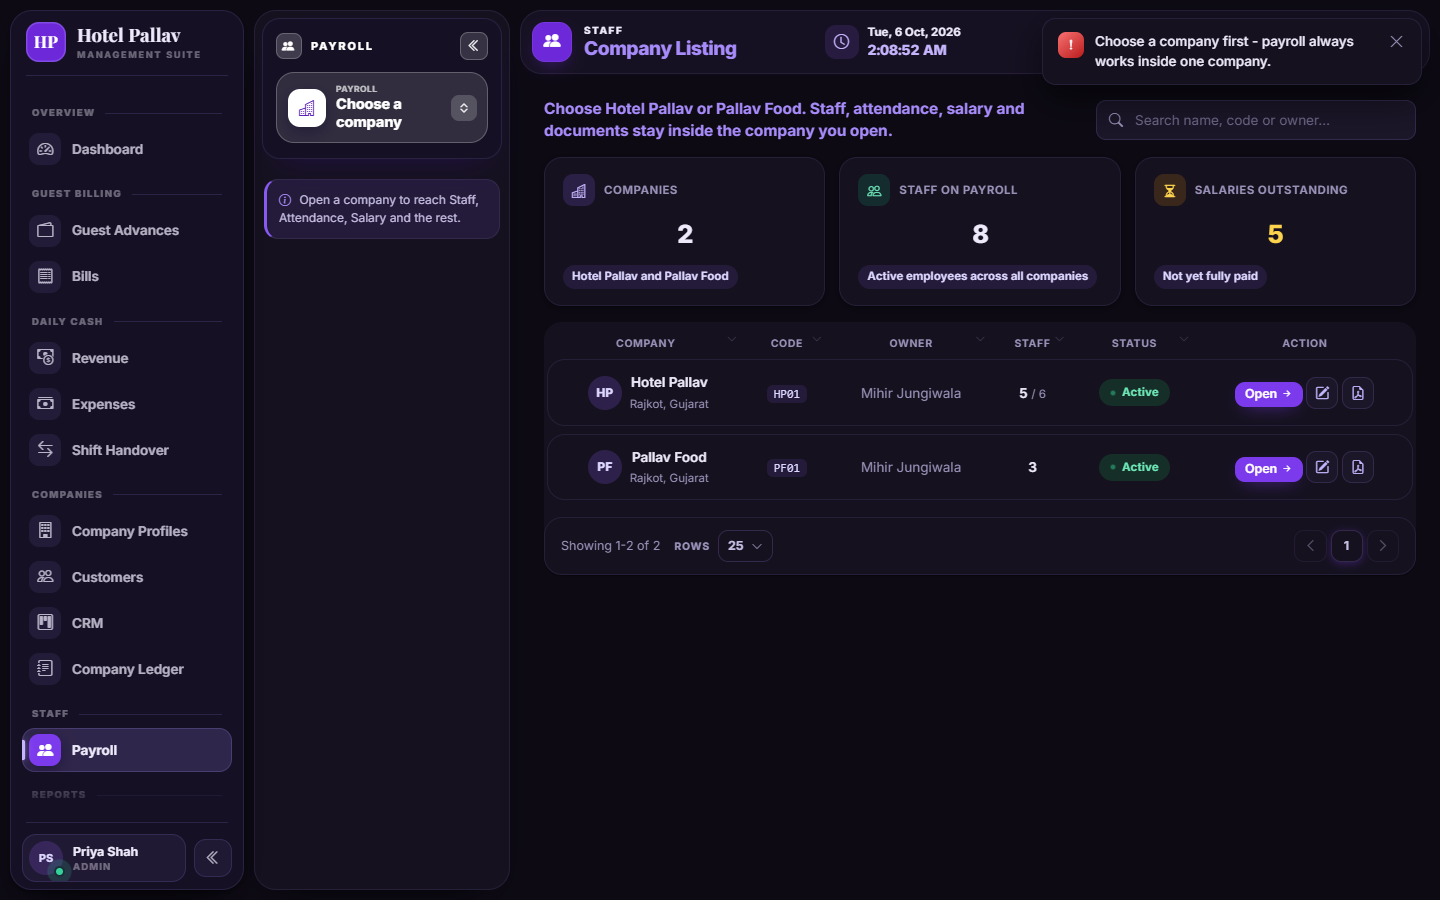 HP
Hotel Pallav
MANAGEMENT SUITE
OVERVIEW
Dashboard
GUEST BILLING
Guest Advances
Bills
DAILY CASH
Revenue
Expenses
Shift Handover
COMPANIES
Company Profiles
Customers
CRM
Company Ledger
STAFF
Payroll
REPORTS
PS
Priya Shah
ADMIN
PAYROLL
PAYROLL
Choose a
company
Open a company to reach Staff,
Attendance, Salary and the rest.
STAFF
Company Listing
Tue, 6 Oct, 2026
2:08:52 AM
Choose a company first - payroll always
works inside one company.
Choose Hotel Pallav or Pallav Food. Staff, attendance, salary and
documents stay inside the company you open.
Search name, code or owner...
COMPANIES
2
Hotel Pallav and Pallav Food
STAFF ON PAYROLL
8
Active employees across all companies
SALARIES OUTSTANDING
5
Not yet fully paid
COMPANY CODE OWNER STAFF STATUS ACTION
HP Hotel Pallav HP01 Mihir Jungiwala 5 / 6 Active Open
Rajkot, Gujarat
PF Pallav Food PF01 Mihir Jungiwala 3 Active Open
Rajkot, Gujarat
Showing 1-2 of 2 ROWS 25 1